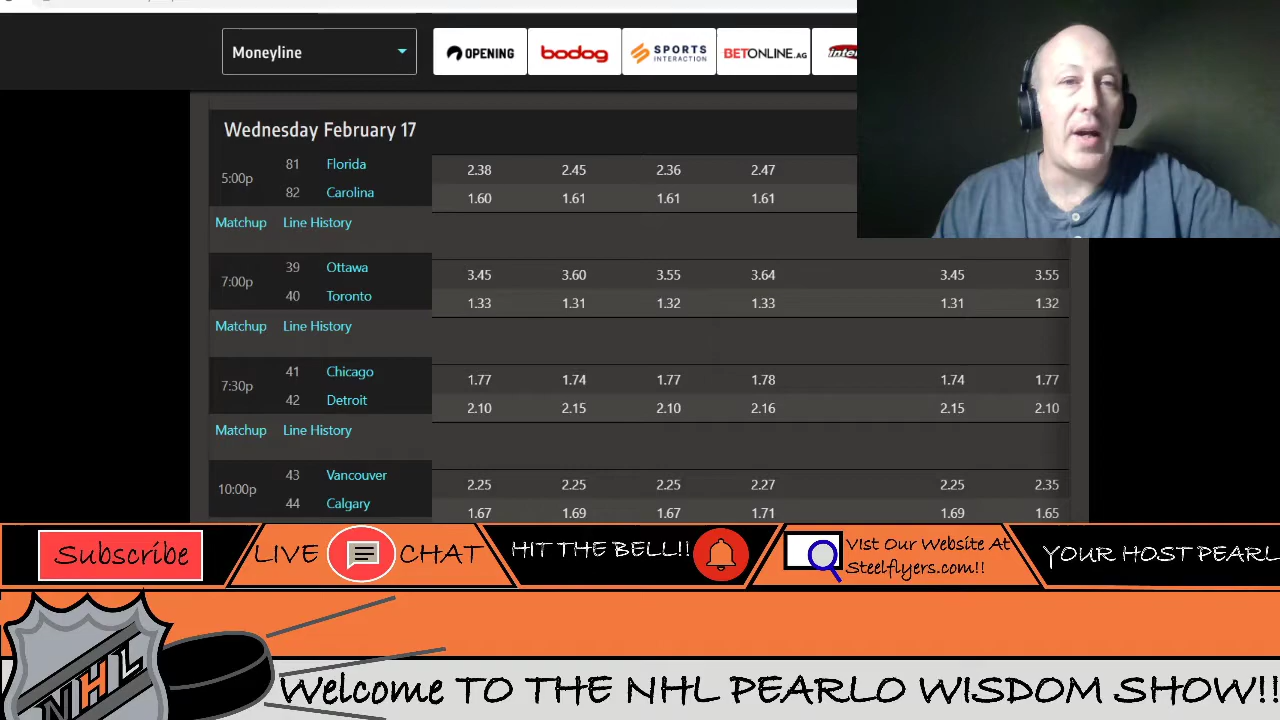 Moneyline
OPENING
bodog
SPORTS
INTERACTION
BETONLINE.AG
Wednesday February 17
5:00p
81 Florida 2.38 2.45 2.36 2.47
82 Carolina 1.60 1.61 1.61 1.61
Matchup Line History
7:00p
39 Ottawa 3.45 3.60 3.55 3.64 3.45 3.55
40 Toronto 1.33 1.31 1.32 1.33 1.31 1.32
Matchup Line History
7:30p
41 Chicago 1.77 1.74 1.77 1.78 1.74 1.77
42 Detroit 2.10 2.15 2.10 2.16 2.15 2.10
Matchup Line History
10:00p
43 Vancouver 2.25 2.25 2.25 2.27 2.25 2.35
44 Calgary 1.67 1.69 1.67 1.71 1.69 1.65
Subscribe
LIVE CHAT
HIT THE BELL!!
VIst Our WebsIte At
Steelflyers.com!!
YOUR HOST PEARL
NHL
Welcome TO THE NHL PEARLO WISDOM SHOW!!